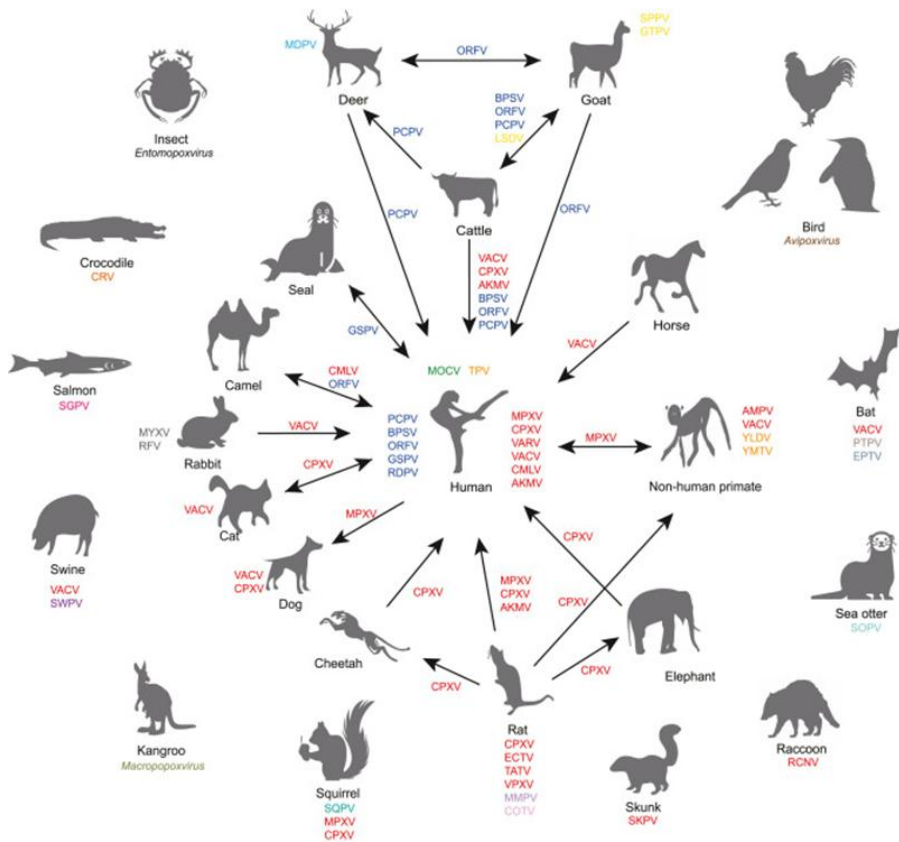 SPPV
GTPV
MDPV
ORFV
Deer
Goat
BPSV
ORFV
PCPV
LSDV
PCPV
Insect
Entomopoxvirus
Cattle
PCPV
ORFV
Bird
Avipoxvirus
Crocodile
CRV
Seal
VACV
CPXV
AKMV
BPSV
ORFV
PCPV
GSPV
Horse
VACV
Salmon
SGPV
Camel
CMLV
ORFV
MOCV TPV
Bat
VACV
PTPV
EPTV
MYXV
RFV
Rabbit
VACV
PCPV
BPSV
ORFV
GSPV
RDPV
Human
MPXV
CPXV
VARV
VACV
CMLV
AKMV
MPXV
AMPV
VACV
YLDV
YMTV
Non-human primate
CPXV
VACV
Cat
MPXV
Swine
VACV
SWPV
VACV
CPXV
Dog
CPXV
MPXV
CPXV
AKMV
CPXV
CPXV
Sea otter
SOPV
Cheetah
CPXV
CPXV
Elephant
Kangroo
Macropopoxvirus
Rat
CPXV
ECTV
TATV
VPXV
MMPV
COTV
Raccoon
RCNV
Squirrel
SQPV
MPXV
CPXV
Skunk
SKPV